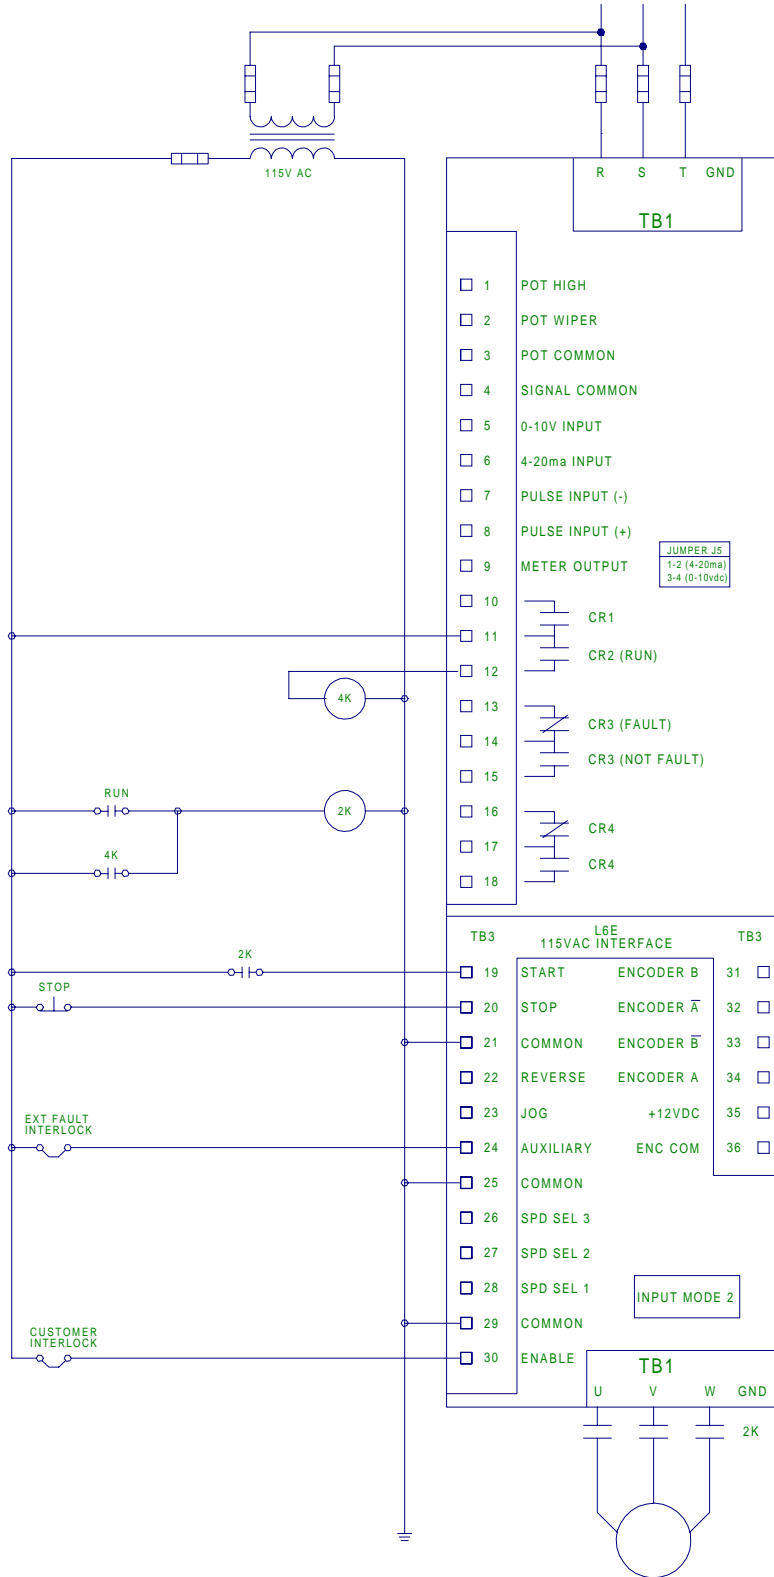 115V AC
R S T GND
TB1
1 POT HIGH
2 POT WIPER
3 POT COMMON
4 SIGNAL COMMON
5 0-10V INPUT
6 4-20ma INPUT
7 PULSE INPUT (-)
8 PULSE INPUT (+)
9 METER OUTPUT
JUMPER J5
1-2 (4-20ma)
3-4 (0-10vdc)
10
CR1
11
CR2 (RUN)
12
4K
13
CR3 (FAULT)
14
CR3 (NOT FAULT)
15
RUN
2K
16
CR4
4K
17
CR4
18
TB3
L6E
115VAC INTERFACE
TB3
2K
19 START ENCODER B 31
STOP
20 STOP ENCODER A̅ 32
21 COMMON ENCODER B̅ 33
22 REVERSE ENCODER A 34
23 JOG +12VDC 35
EXT FAULT
INTERLOCK
24 AUXILIARY ENC COM 36
25 COMMON
26 SPD SEL 3
27 SPD SEL 2
28 SPD SEL 1
INPUT MODE 2
29 COMMON
CUSTOMER
INTERLOCK
30 ENABLE
TB1
U V W GND
2K